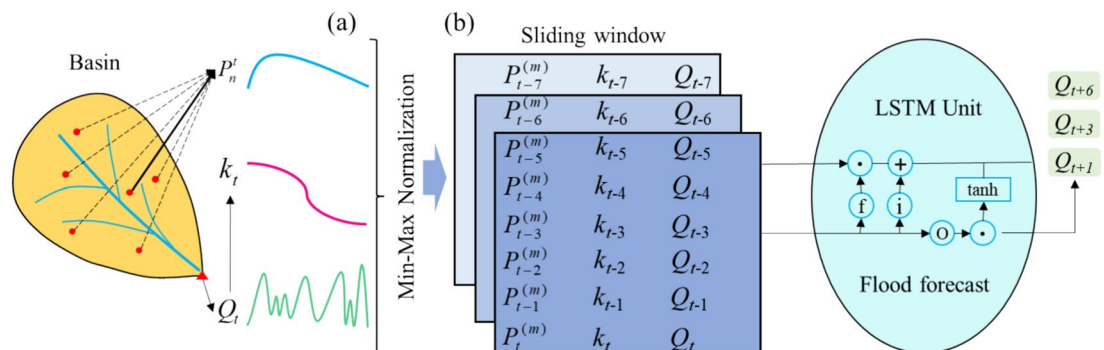 (a)
Basin
P_n^t
k_t
Q_t
Min-Max Normalization
(b)
Sliding window
P_{t-7}^{(m)} k_{t-7} Q_{t-7}
P_{t-6}^{(m)} k_{t-6} Q_{t-6}
P_{t-5}^{(m)} k_{t-5} Q_{t-5}
P_{t-4}^{(m)} k_{t-4} Q_{t-4}
P_{t-3}^{(m)} k_{t-3} Q_{t-3}
P_{t-2}^{(m)} k_{t-2} Q_{t-2}
P_{t-1}^{(m)} k_{t-1} Q_{t-1}
P_t^{(m)} k_t Q_t
LSTM Unit
· +
f i tanh
O ·
Flood forecast
Q_{t+6}
Q_{t+3}
Q_{t+1}